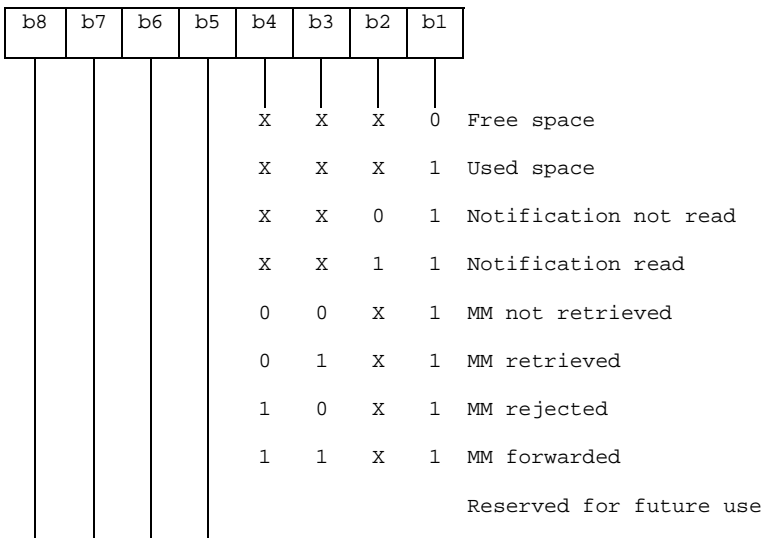 b8 b7 b6 b5 b4 b3 b2 b1
X X X 0 Free space
X X X 1 Used space
X X 0 1 Notification not read
X X 1 1 Notification read
0 0 X 1 MM not retrieved
0 1 X 1 MM retrieved
1 0 X 1 MM rejected
1 1 X 1 MM forwarded
Reserved for future use